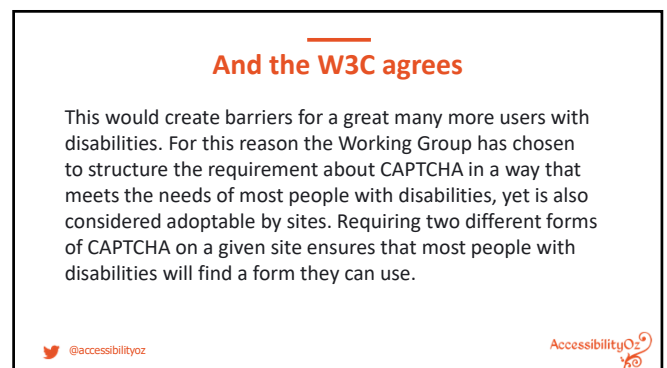 And the W3C agrees
This would create barriers for a great many more users with
disabilities. For this reason the Working Group has chosen
to structure the requirement about CAPTCHA in a way that
meets the needs of most people with disabilities, yet is also
considered adoptable by sites. Requiring two different forms
of CAPTCHA on a given site ensures that most people with
disabilities will find a form they can use.
@accessibilityoz
AccessibilityOz